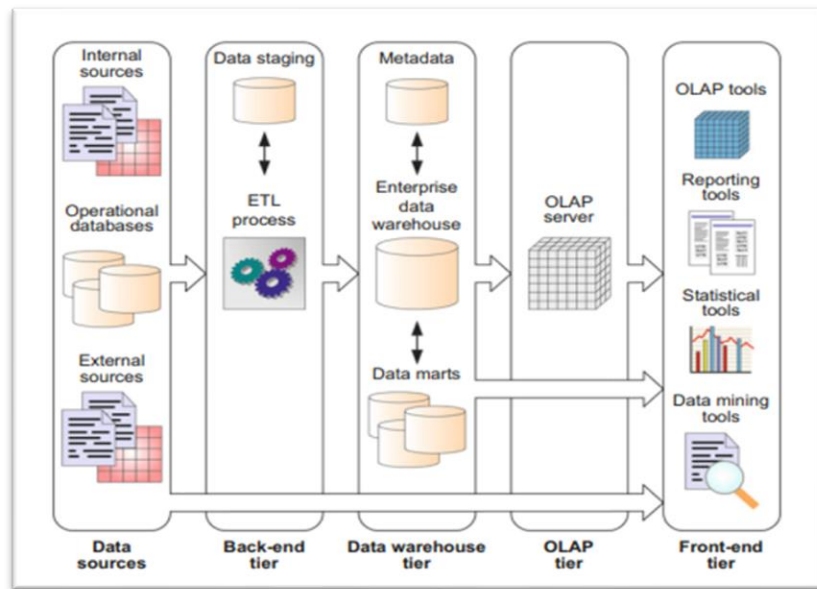 Internal
sources
Operational
databases
External
sources
Data
sources
Data staging
ETL
process
Back-end
tier
Metadata
Enterprise
data
warehouse
Data marts
Data warehouse
tier
OLAP
server
OLAP
tier
OLAP tools
Reporting
tools
Statistical
tools
Data mining
tools
Front-end
tier